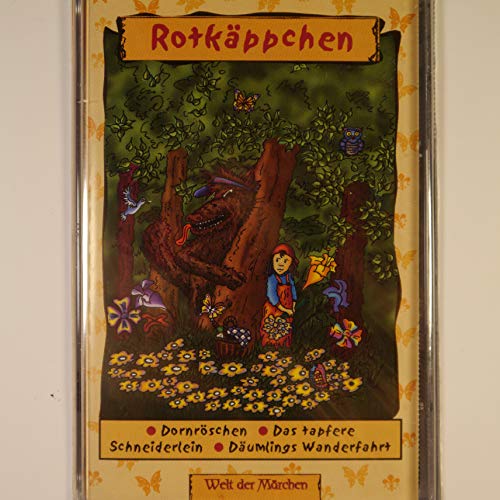 Rotkäppchen
• Dornröschen • Das tapfere
Schneiderlein • Däumlings Wanderfahrt
Welt der Märchen